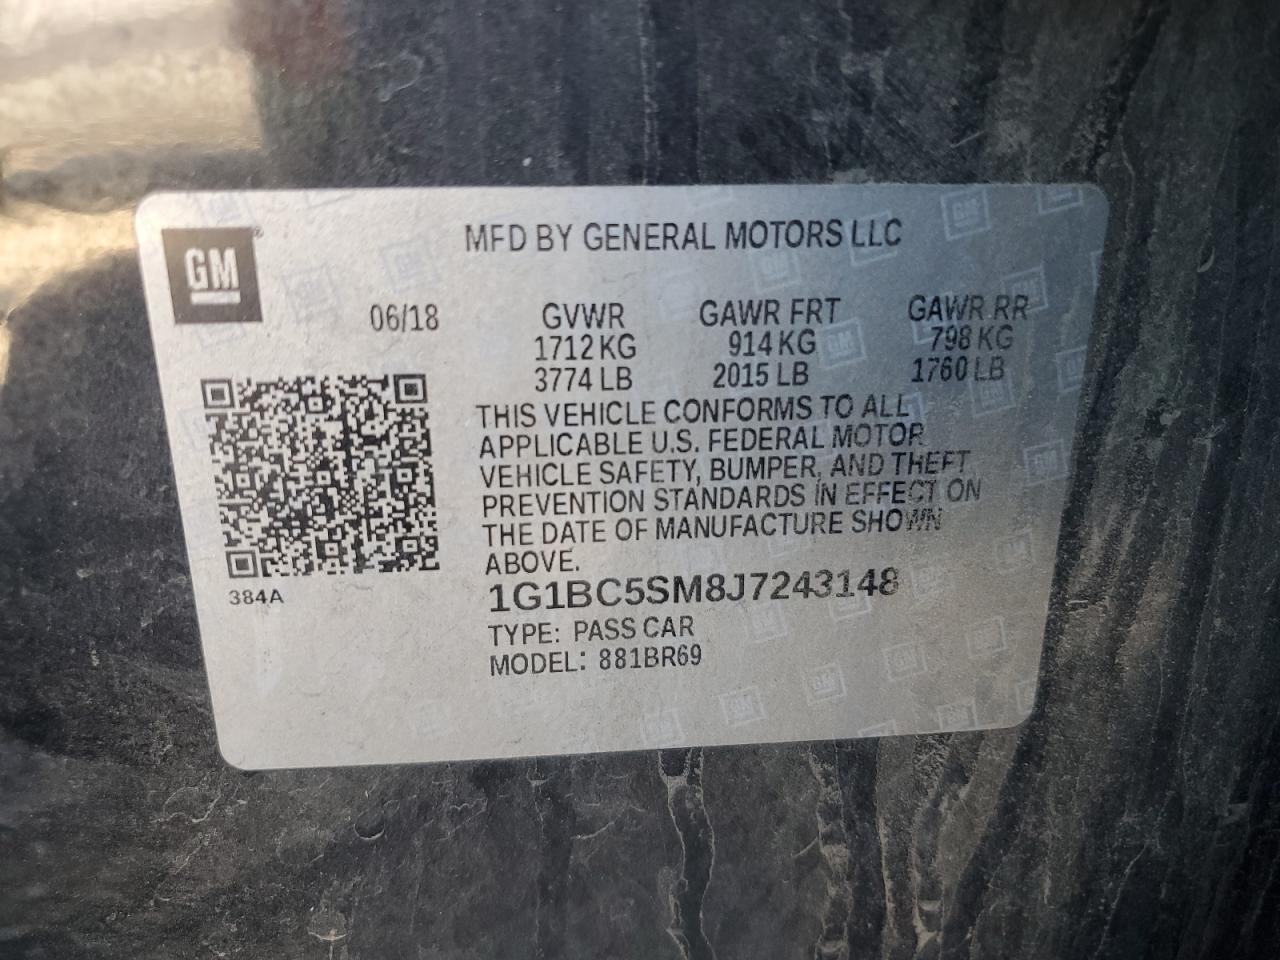 GM®
MFD BY GENERAL MOTORS LLC
06/18
GVWR GAWR FRT GAWR RR
1712 KG 914 KG 798 KG
3774 LB 2015 LB 1760 LB
THIS VEHICLE CONFORMS TO ALL
APPLICABLE U.S. FEDERAL MOTOR
VEHICLE SAFETY, BUMPER, AND THEFT
PREVENTION STANDARDS IN EFFECT ON
THE DATE OF MANUFACTURE SHOWN
ABOVE.
384A
1G1BC5SM8J7243148
TYPE: PASS CAR
MODEL: 881BR69